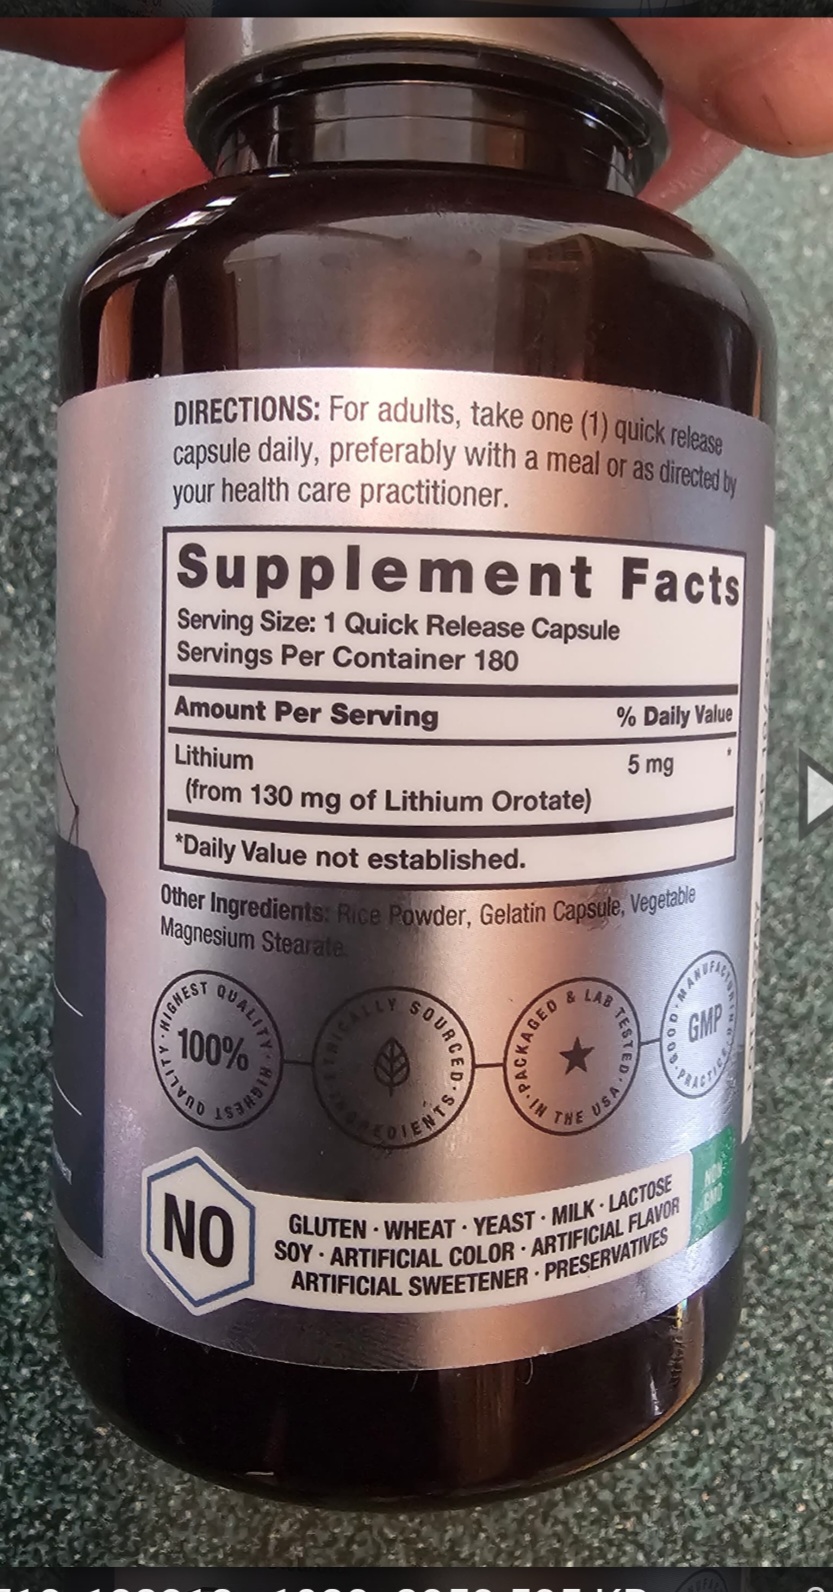 DIRECTIONS: For adults, take one (1) quick release
capsule daily, preferably with a meal or as directed by
your health care practitioner.
Supplement Facts
Serving Size: 1 Quick Release Capsule
Servings Per Container 180
Amount Per Serving % Daily Value
Lithium 5 mg *
(from 130 mg of Lithium Orotate)
*Daily Value not established.
Other Ingredients: Rice Powder, Gelatin Capsule, Vegetable
Magnesium Stearate.
HIGHEST QUALITY · HIGHEST QUALITY ·
100%
ETHICALLY SOURCED · INGREDIENTS ·
PACKAGED & LAB TESTED · IN THE USA ·
GOOD · MANUFACTURING · PRACTICE
GMP
NO
GLUTEN · WHEAT · YEAST · MILK · LACTOSE
SOY · ARTIFICIAL COLOR · ARTIFICIAL FLAVOR
ARTIFICIAL SWEETENER · PRESERVATIVES
NON
GMO